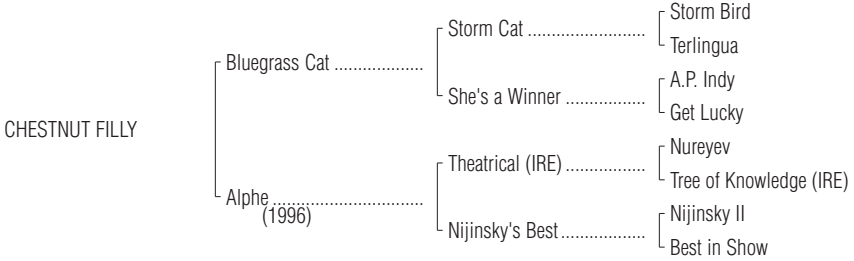 Storm Bird
Storm Cat ........................
Terlingua
Bluegrass Cat ...................
A.P. Indy
She's a Winner .................
Get Lucky
CHESTNUT FILLY
Nureyev
Theatrical (IRE) .................
Tree of Knowledge (IRE)
Alphe ................................
(1996)
Nijinsky II
Nijinsky's Best ..................
Best in Show